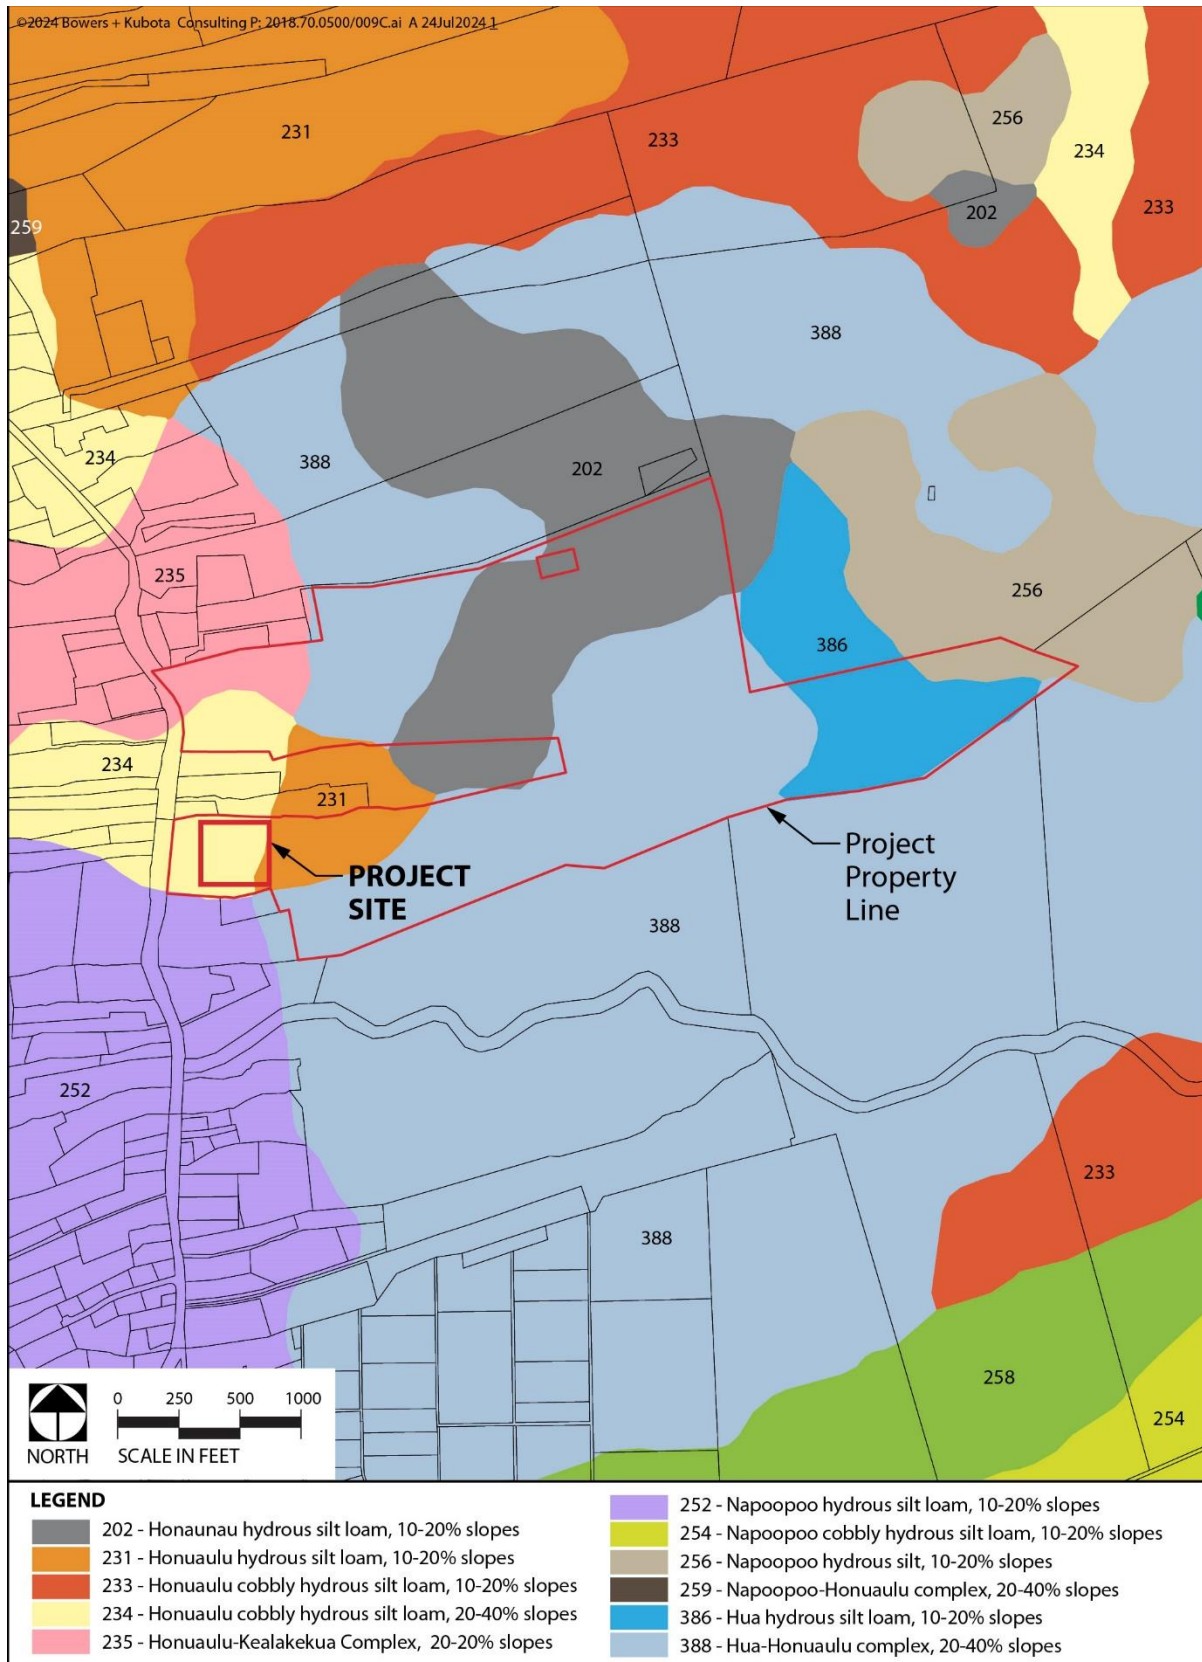 ©2024 Bowers + Kubota Consulting P: 2018.70.0500/009C.ai A 24Jul2024 1
231
233
256
234
259
202
233
388
234
388
202
235
256
386
234
231
PROJECT
SITE
Project
Property
Line
388
252
233
388
258
254
NORTH
0 250 500 1000
SCALE IN FEET
LEGEND
202 - Honaunau hydrous silt loam, 10-20% slopes
231 - Honuaulu hydrous silt loam, 10-20% slopes
233 - Honuaulu cobbly hydrous silt loam, 10-20% slopes
234 - Honuaulu cobbly hydrous silt loam, 20-40% slopes
235 - Honuaulu-Kealakekua Complex, 20-20% slopes
252 - Napoopoo hydrous silt loam, 10-20% slopes
254 - Napoopoo cobbly hydrous silt loam, 10-20% slopes
256 - Napoopoo hydrous silt, 10-20% slopes
259 - Napoopoo-Honuaulu complex, 20-40% slopes
386 - Hua hydrous silt loam, 10-20% slopes
388 - Hua-Honuaulu complex, 20-40% slopes